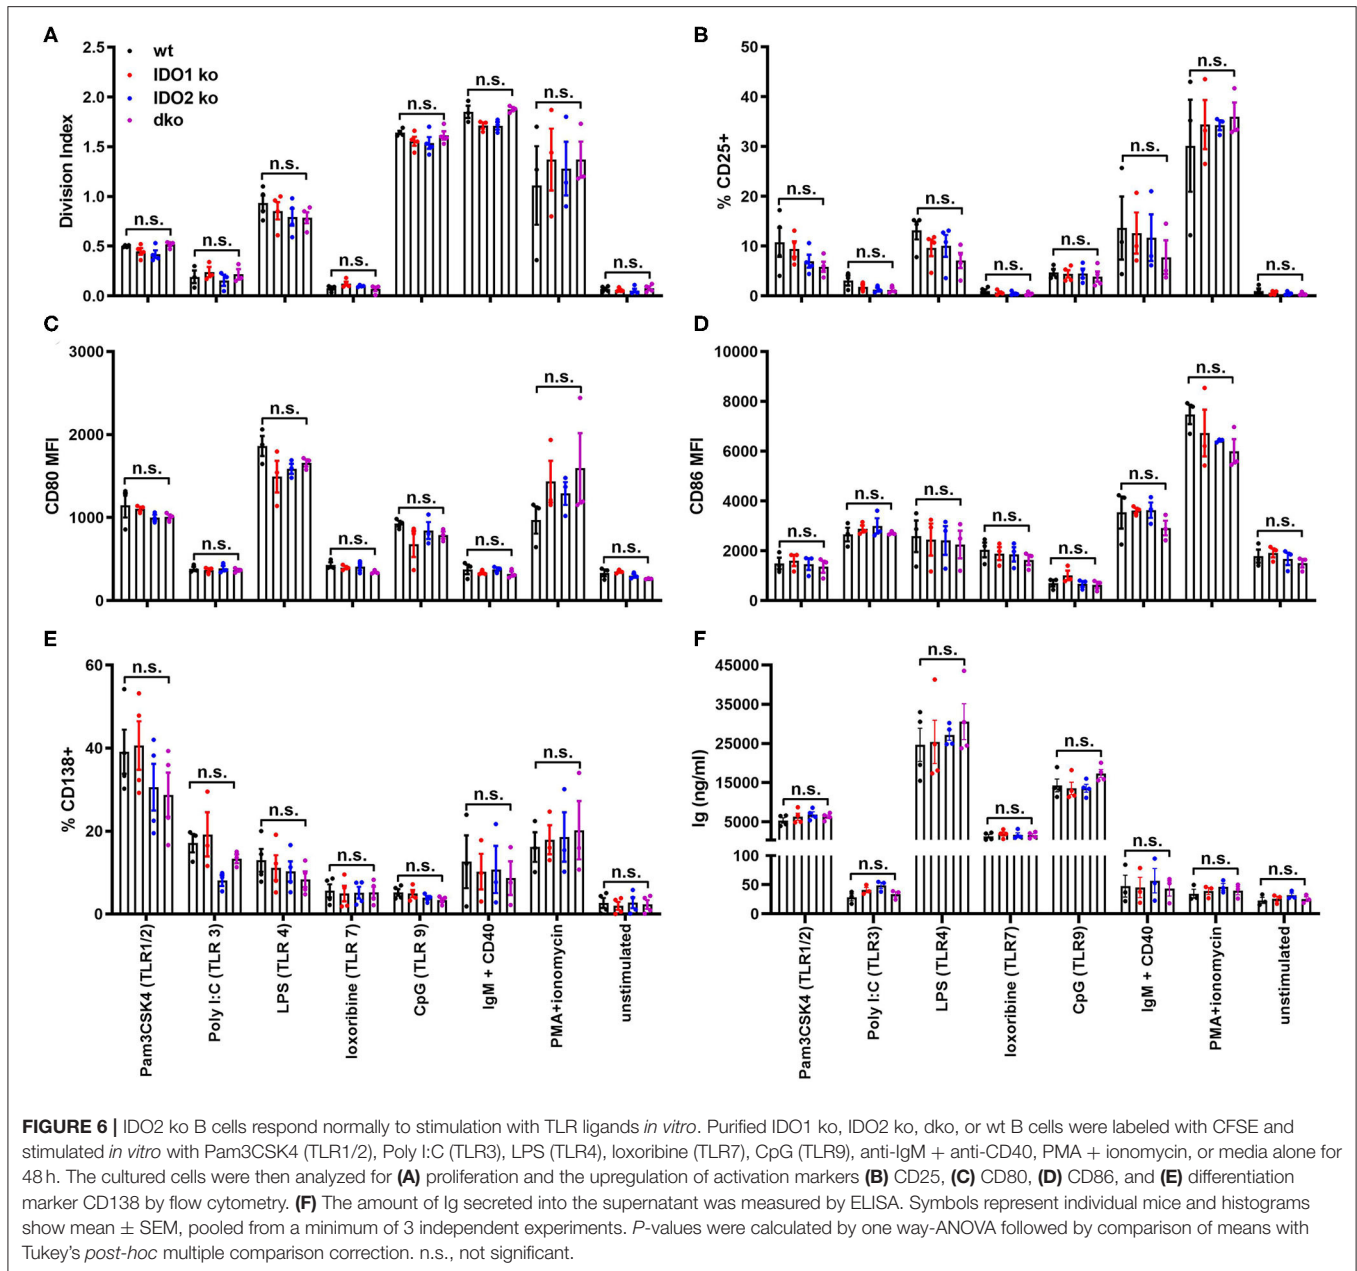 A
2.5
2.0
1.5
1.0
0.5
0.0
Division Index
wt
IDO1 ko
IDO2 ko
dko
n.s.
n.s.
n.s.
n.s.
n.s.
n.s.
n.s.
n.s.
B
50
40
30
20
10
0
% CD25+
n.s.
n.s.
n.s.
n.s.
n.s.
n.s.
n.s.
n.s.
C
3000
2000
1000
0
CD80 MFI
n.s.
n.s.
n.s.
n.s.
n.s.
n.s.
n.s.
n.s.
D
10000
8000
6000
4000
2000
0
CD86 MFI
n.s.
n.s.
n.s.
n.s.
n.s.
n.s.
n.s.
n.s.
E
60
40
20
0
% CD138+
n.s.
n.s.
n.s.
n.s.
n.s.
n.s.
n.s.
n.s.
Pam3CSK4 (TLR1/2)
Poly I:C (TLR 3)
LPS (TLR 4)
loxoribine (TLR 7)
CpG (TLR 9)
IgM + CD40
PMA+ionomycin
unstimulated
F
45000
35000
25000
15000
5000
100
50
0
Ig (ng/ml)
n.s.
n.s.
n.s.
n.s.
n.s.
n.s.
n.s.
n.s.
Pam3CSK4 (TLR1/2)
Poly I:C (TLR3)
LPS (TLR4)
loxoribine (TLR7)
CpG (TLR9)
IgM + CD40
PMA+ionomycin
unstimulated
FIGURE 6 | IDO2 ko B cells respond normally to stimulation with TLR ligands in vitro. Purified IDO1 ko, IDO2 ko, dko, or wt B cells were labeled with CFSE and
stimulated in vitro with Pam3CSK4 (TLR1/2), Poly I:C (TLR3), LPS (TLR4), loxoribine (TLR7), CpG (TLR9), anti-IgM + anti-CD40, PMA + ionomycin, or media alone for
48 h. The cultured cells were then analyzed for (A) proliferation and the upregulation of activation markers (B) CD25, (C) CD80, (D) CD86, and (E) differentiation
marker CD138 by flow cytometry. (F) The amount of Ig secreted into the supernatant was measured by ELISA. Symbols represent individual mice and histograms
show mean ± SEM, pooled from a minimum of 3 independent experiments. P-values were calculated by one way-ANOVA followed by comparison of means with
Tukey's post-hoc multiple comparison correction. n.s., not significant.